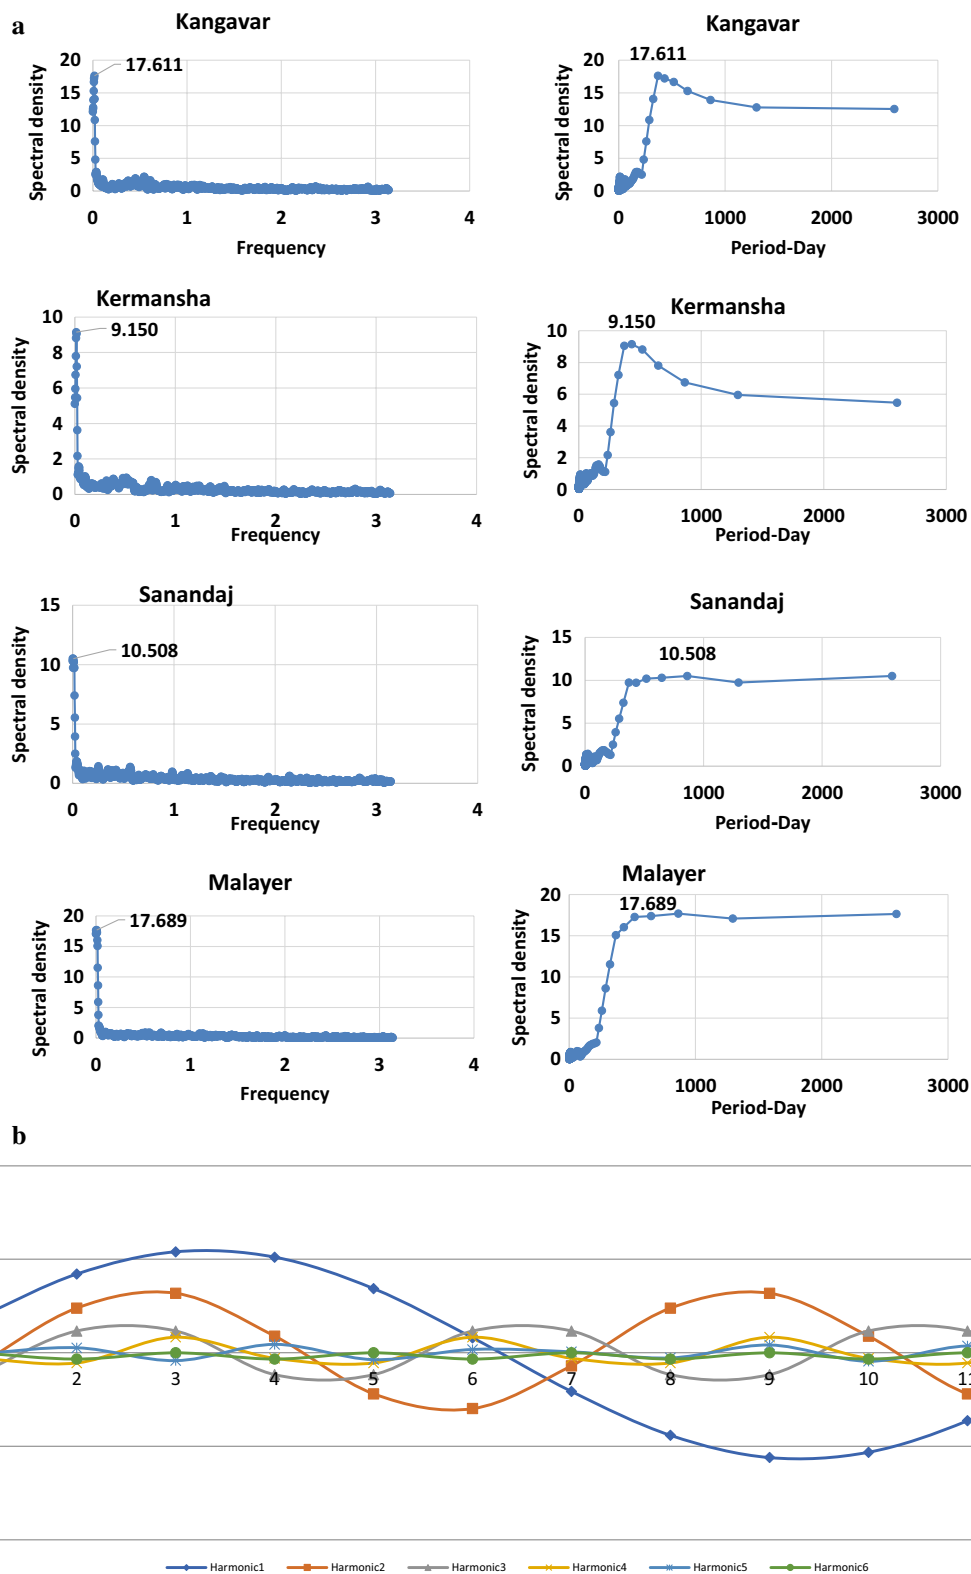 a
Kangavar
Spectral density
20
15
10
5
0
17.611
0 1 2 3 4
Frequency
Kangavar
Spectral density
20
15
10
5
0
17.611
0 1000 2000 3000
Period-Day
Kermansha
Spectral density
10
8
6
4
2
0
9.150
0 1 2 3 4
Frequency
Kermansha
Spectral density
10
8
6
4
2
0
9.150
0 1000 2000 3000
Period-Day
Sanandaj
Spectral density
15
10
5
0
10.508
0 1 2 3 4
Frequency
Sanandaj
Spectral density
15
10
5
0
10.508
0 1000 2000 3000
Period-Day
Malayer
Spectral density
20
15
10
5
0
17.689
0 1 2 3 4
Frequency
Malayer
Spectral density
20
15
10
5
0
17.689
0 1000 2000 3000
Period-Day
b
2 3 4 5 6 7 8 9 10 11
Harmonic1 Harmonic2 Harmonic3 Harmonic4 Harmonic5 Harmonic6